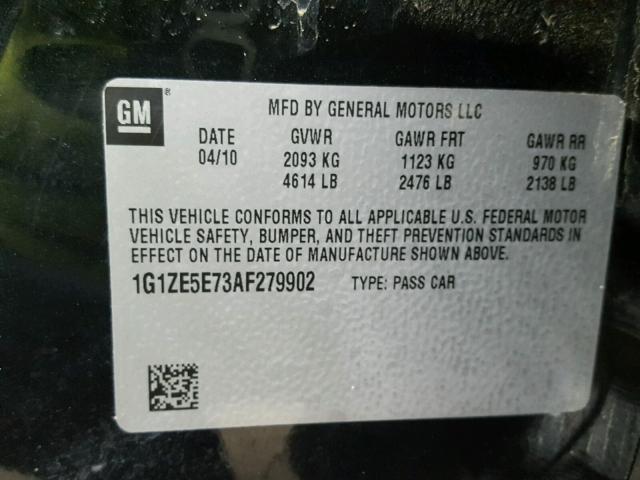 GM ® MFD BY GENERAL MOTORS LLC
DATE GVWR GAWR FRT GAWR RR
04/10 2093 KG 1123 KG 970 KG
4614 LB 2476 LB 2138 LB
THIS VEHICLE CONFORMS TO ALL APPLICABLE U.S. FEDERAL MOTOR
VEHICLE SAFETY, BUMPER, AND THEFT PREVENTION STANDARDS IN
EFFECT ON THE DATE OF MANUFACTURE SHOWN ABOVE.
1G1ZE5E73AF279902 TYPE: PASS CAR